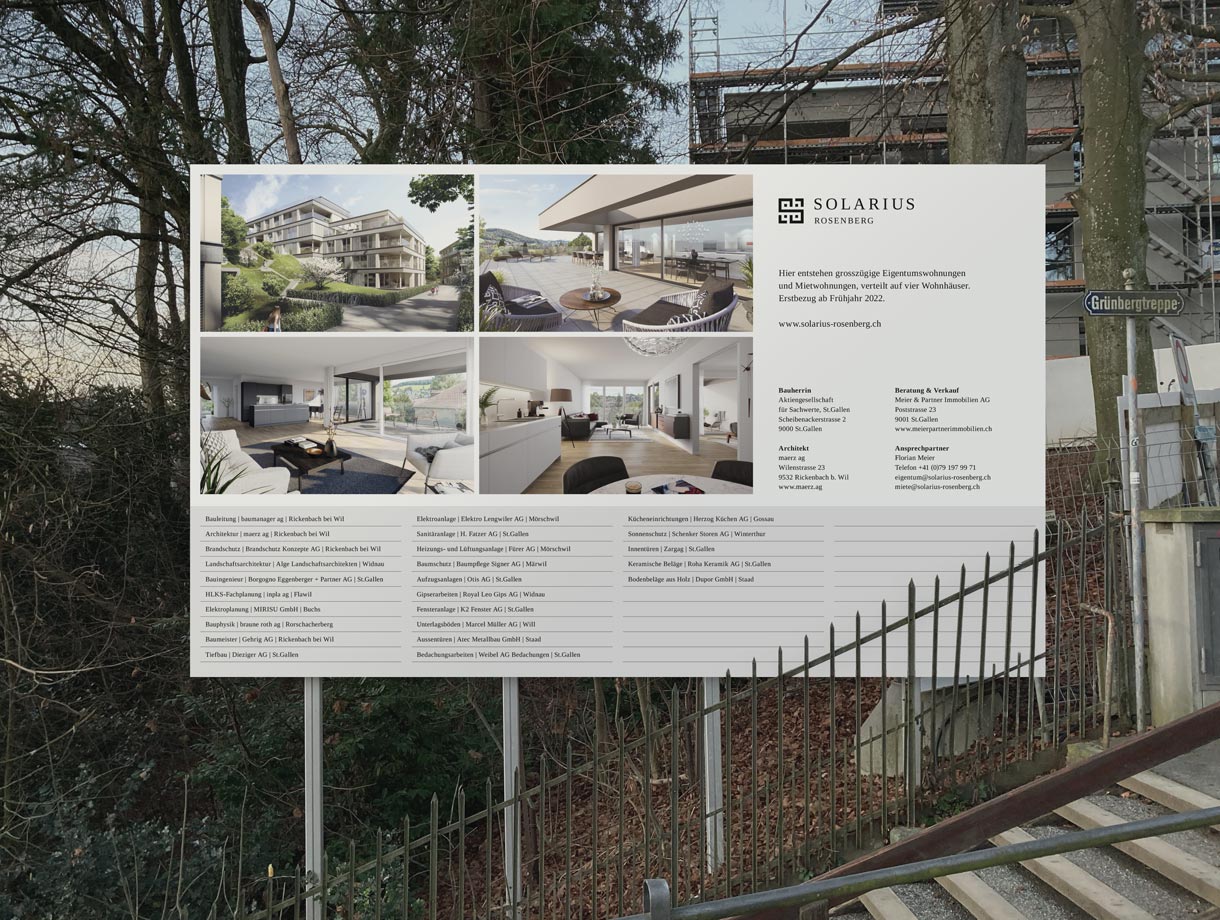 SOLARIUS
ROSENBERG
Hier entstehen grosszügige Eigentumswohnungen
und Mietwohnungen, verteilt auf vier Wohnhäuser.
Erstbezug ab Frühjahr 2022.
www.solarius-rosenberg.ch
Bauherrin
Aktiengesellschaft
für Sachwerte, St.Gallen
Scheibenackerstrasse 2
9000 St.Gallen
Architekt
maerz ag
Wilenstrasse 23
9532 Rickenbach b. Wil
www.maerz.ag
Beratung & Verkauf
Meier & Partner Immobilien AG
Poststrasse 23
9001 St.Gallen
www.meierpartnerimmobilien.ch
Ansprechpartner
Florian Meier
Telefon +41 (0)79 197 99 71
eigentum@solarius-rosenberg.ch
miete@solarius-rosenberg.ch
Bauleitung | baumanager ag | Rickenbach bei Wil
Architektur | maerz ag | Rickenbach bei Wil
Brandschutz | Brandschutz Konzepte AG | Rickenbach bei Wil
Landschaftsarchitektur | Alge Landschaftsarchitekten | Widnau
Bauingenieur | Borgogno Eggenberger + Partner AG | St.Gallen
HLKS-Fachplanung | inpla ag | Flawil
Elektroplanung | MIRISU GmbH | Buchs
Bauphysik | braune roth ag | Rorschacherberg
Baumeister | Gehrig AG | Rickenbach bei Wil
Tiefbau | Dieziger AG | St.Gallen
Elektroanlage | Elektro Lengwiler AG | Mörschwil
Sanitäranlage | H. Fatzer AG | St.Gallen
Heizungs- und Lüftungsanlage | Fürer AG | Mörschwil
Baumschutz | Baumpflege Signer AG | Märwil
Aufzugsanlagen | Otis AG | St.Gallen
Gipserarbeiten | Royal Leo Gips AG | Widnau
Fensteranlage | K2 Fenster AG | St.Gallen
Unterlagsböden | Marcel Müller AG | Will
Aussentüren | Atec Metallbau GmbH | Staad
Bedachungsarbeiten | Weibel AG Bedachungen | St.Gallen
Kücheneinrichtungen | Herzog Küchen AG | Gossau
Sonnenschutz | Schenker Storen AG | Winterthur
Innentüren | Zargag | St.Gallen
Keramische Beläge | Roha Keramik AG | St.Gallen
Bodenbeläge aus Holz | Dupor GmbH | Staad
Grünbergtreppe